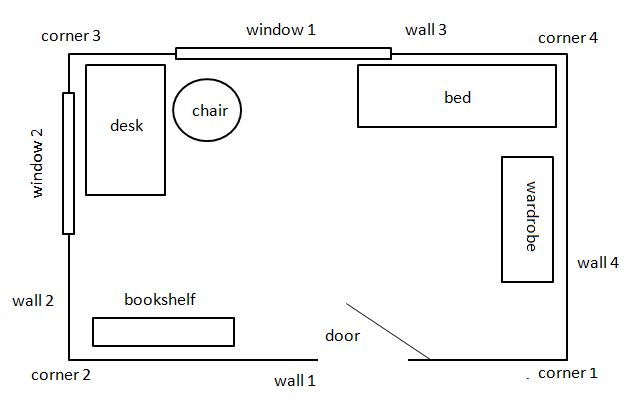 window 1
wall 3
corner 3
corner 4
bed
chair
desk
window 2
wardrobe
wall 4
wall 2
bookshelf
door
corner 2
wall 1
. corner 1